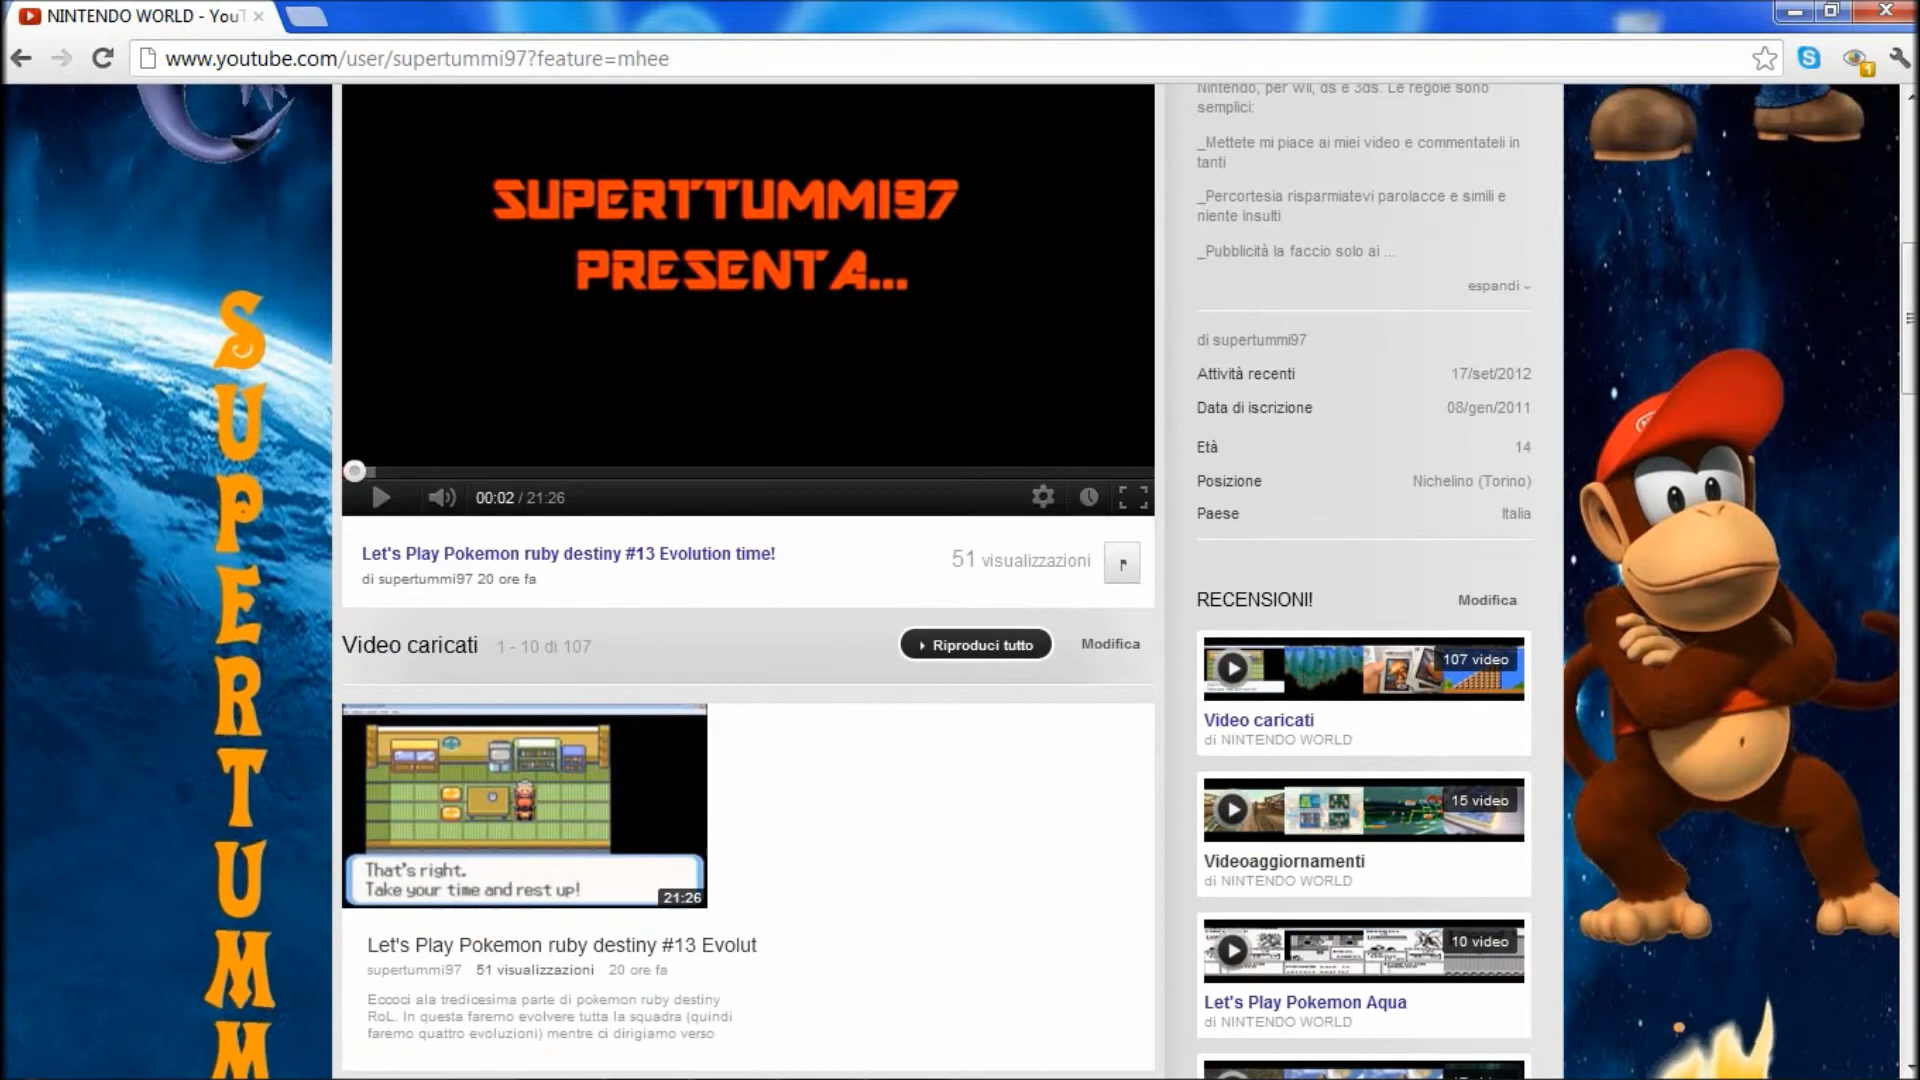 NINTENDO WORLD - YouT
www.youtube.com/user/supertummi97?feature=mhee
1
SUPERTUMM
SUPERTTUMMI97
PRESENTA...
00:02 / 21:26
Let's Play Pokemon ruby destiny #13 Evolution time!
di supertummi97 20 ore fa
51 visualizzazioni
Video caricati 1 - 10 di 107
Riproduci tutto
Modifica
That's right.
Take your time and rest up!
21:26
Let's Play Pokemon ruby destiny #13 Evolut
supertummi97 51 visualizzazioni 20 ore fa
Eccoci ala tredicesima parte di pokemon ruby destiny
RoL. In questa faremo evolvere tutta la squadra (quindi
faremo quattro evoluzioni) mentre ci dirigiamo verso
Nintendo, per wii, ds e 3ds. Le regole sono
semplici:
_Mettete mi piace ai miei video e commentateli in
tanti
_Percortesia risparmiatevi parolacce e simili e
niente insulti
_Pubblicità la faccio solo ai ...
espandi
di supertummi97
Attività recenti 17/set/2012
Data di iscrizione 08/gen/2011
Età 14
Posizione Nichelino (Torino)
Paese Italia
RECENSIONI! Modifica
107 video
Video caricati
di NINTENDO WORLD
15 video
Videoaggiornamenti
di NINTENDO WORLD
10 video
Let's Play Pokemon Aqua
di NINTENDO WORLD